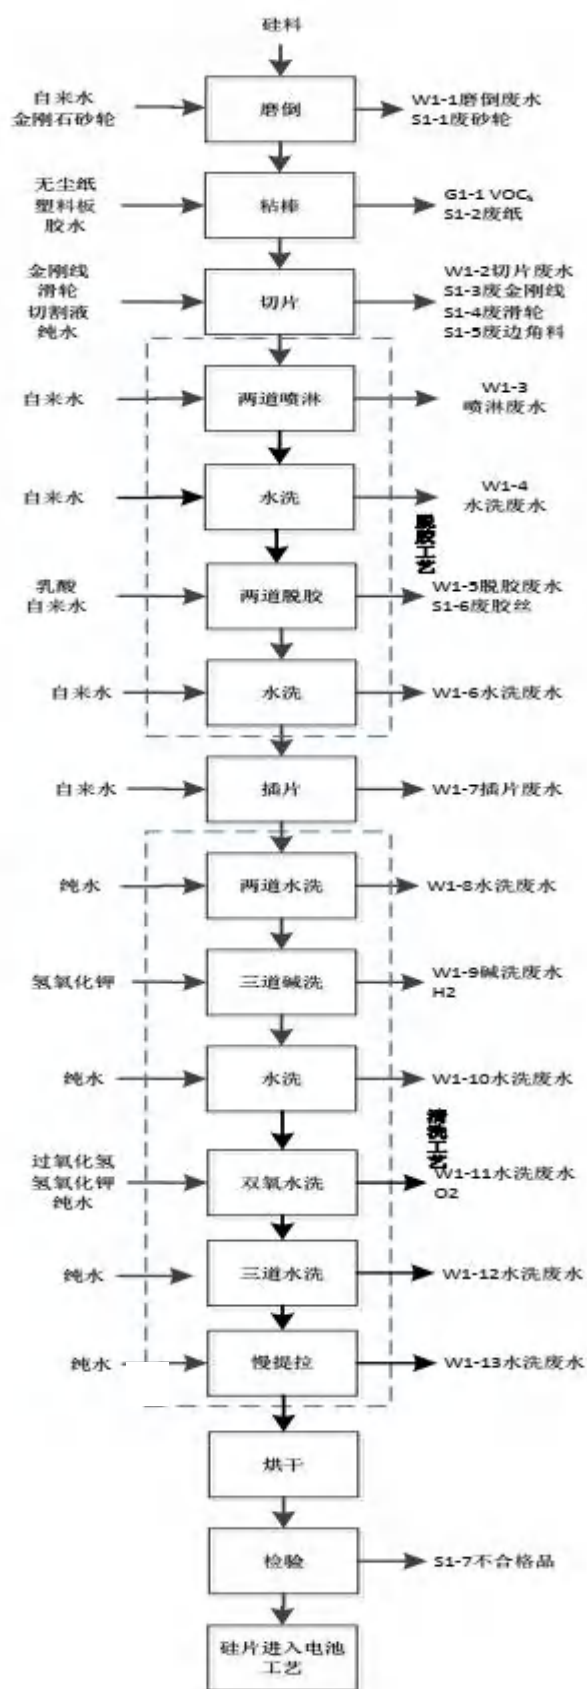 硅料
自来水
金刚石砂轮
磨倒
W1-1磨倒废水
S1-1废砂轮
无尘纸
塑料板
胶水
粘棒
G1-1 VOCs
S1-2废纸
金刚线
滑轮
切割液
纯水
切片
W1-2切片废水
S1-3废金刚线
S1-4废滑轮
S1-5废边角料
自来水
两道喷淋
W1-3
喷淋废水
自来水
水洗
W1-4
水洗废水
脱胶工艺
乳酸
自来水
两道脱胶
W1-5脱胶废水
S1-6废胶丝
自来水
水洗
W1-6水洗废水
自来水
插片
W1-7插片废水
纯水
两道水洗
W1-8水洗废水
氢氧化钾
三道碱洗
W1-9碱洗废水
H2
纯水
水洗
W1-10水洗废水
清洗工艺
过氧化氢
氢氧化钾
纯水
双氧水洗
W1-11水洗废水
O2
纯水
三道水洗
W1-12水洗废水
纯水
慢提拉
W1-13水洗废水
烘干
检验
S1-7不合格品
硅片进入电池
工艺